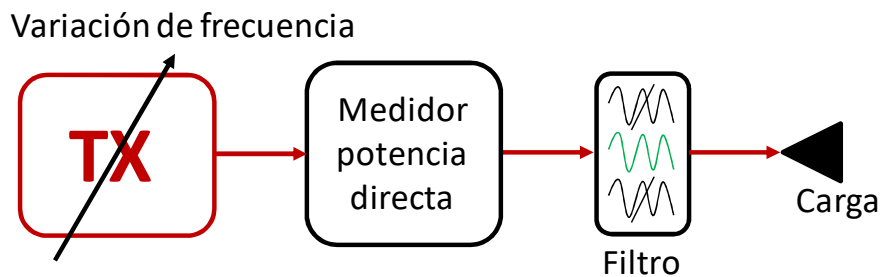 Variación de frecuencia
TX
Medidor
potencia
directa
Filtro
Carga